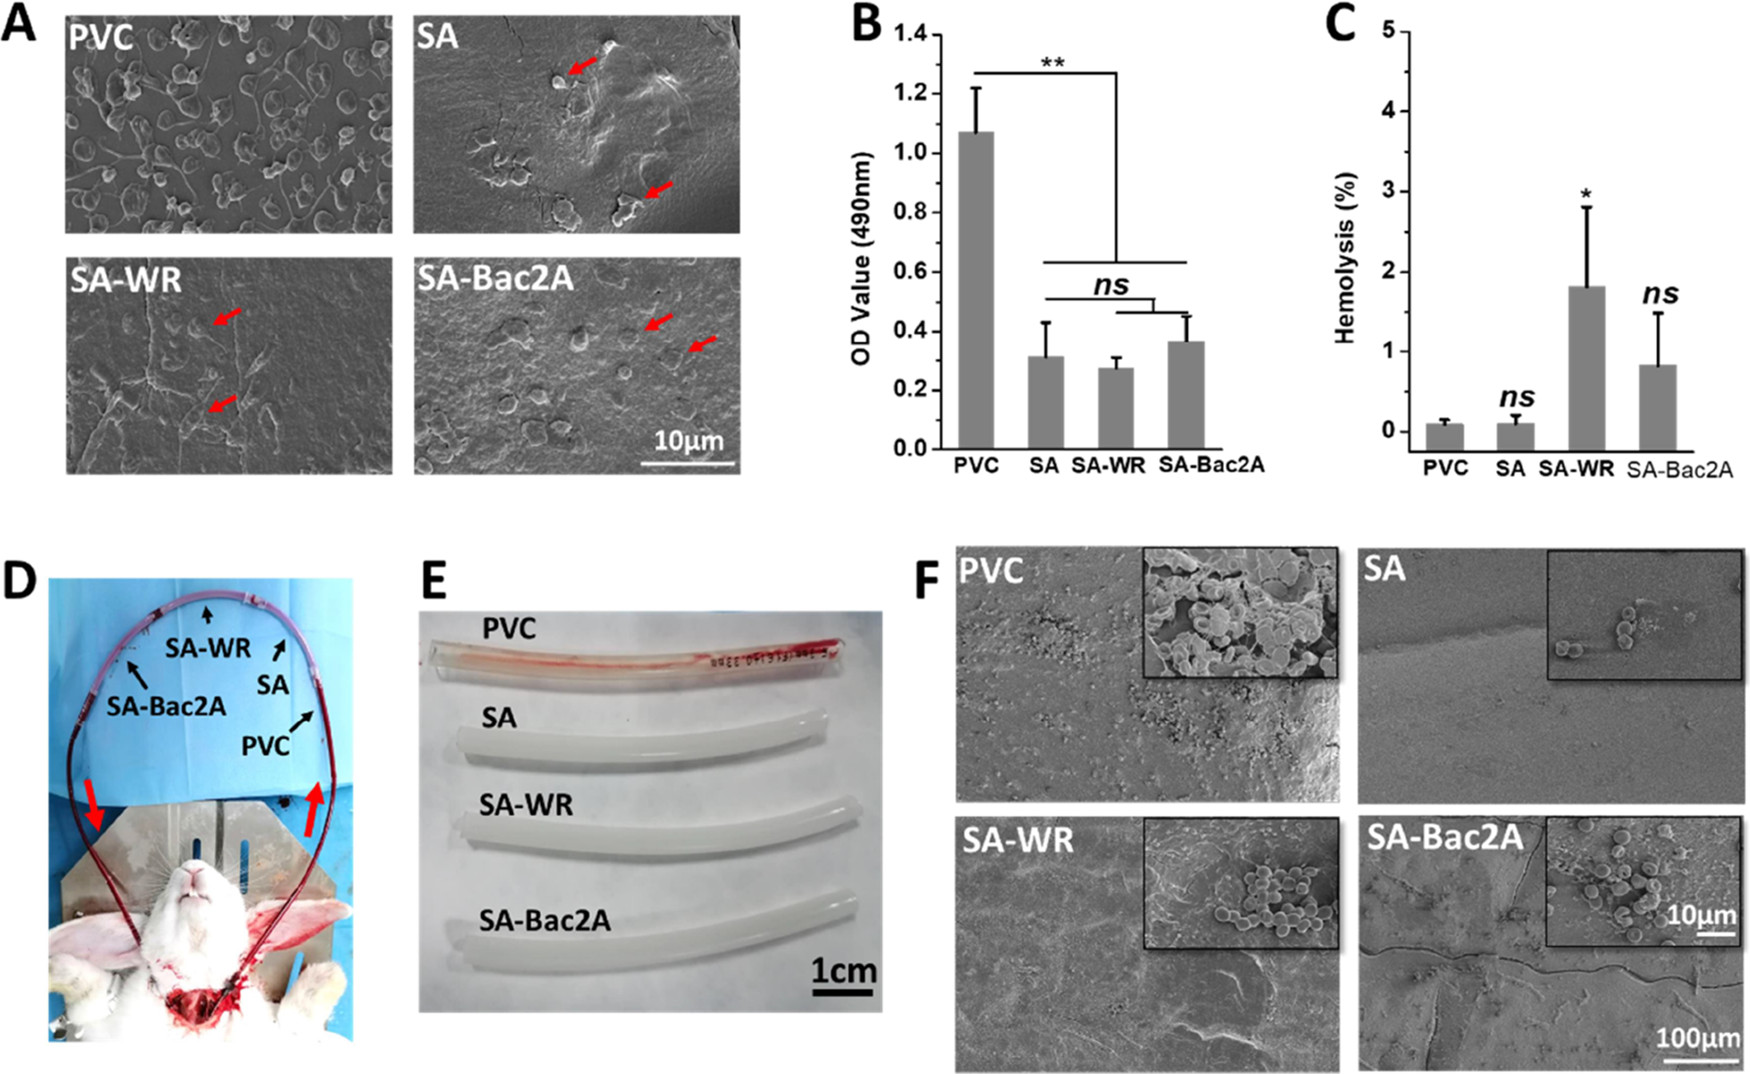 A
PVC
SA
SA-WR
SA-Bac2A
10μm
B
1.4
1.2
1.0
0.8
0.6
0.4
0.2
0.0
OD Value (490nm)
**
ns
PVC SA SA-WR SA-Bac2A
C
5
4
3
2
1
0
Hemolysis (%)
ns
*
ns
PVC SA SA-WR SA-Bac2A
D
SA-WR
SA
SA-Bac2A
PVC
E
PVC
SA
SA-WR
SA-Bac2A
1cm
F
PVC
SA
SA-WR
SA-Bac2A
10μm
100μm